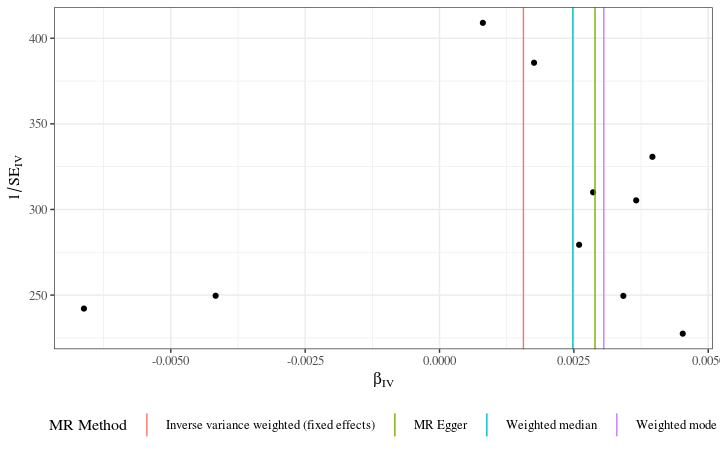 400
350
300
250
1/SE_IV
-0.0050 -0.0025 0.0000 0.0025 0.0050
β_IV
MR Method Inverse variance weighted (fixed effects) MR Egger Weighted median Weighted mode